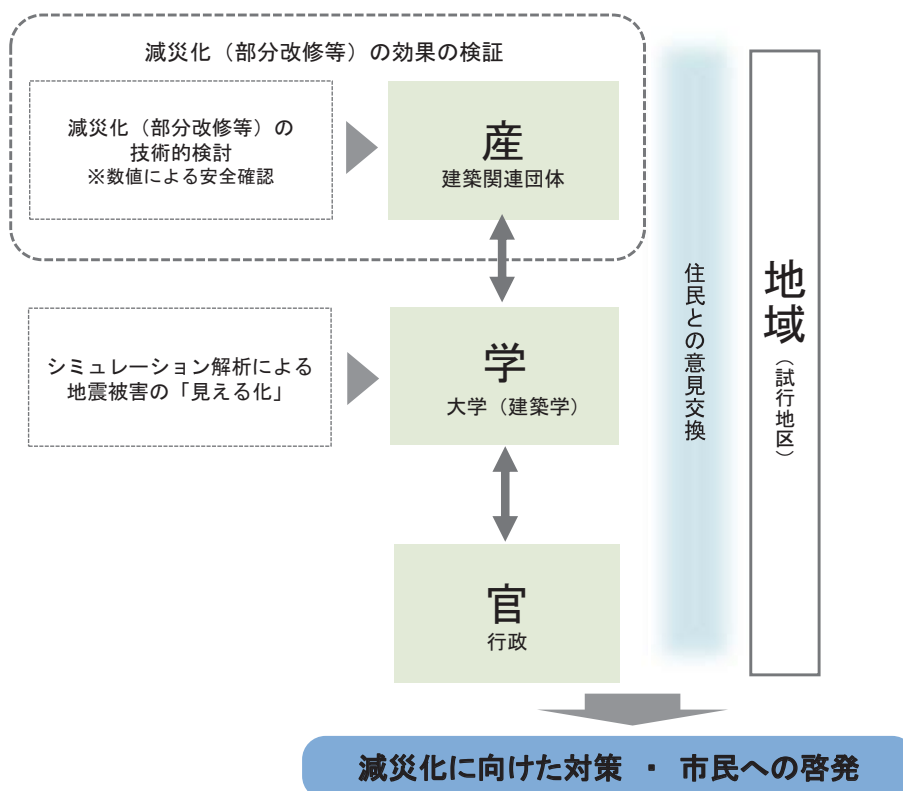 減災化（部分改修等）の効果の検証
減災化（部分改修等）の
技術的検討
※数値による安全確認
産
建築関連団体
シミュレーション解析による
地震被害の「見える化」
学
大学（建築学）
官
行政
住民との意見交換
地域
（試行地区）
減災化に向けた対策 ・ 市民への啓発